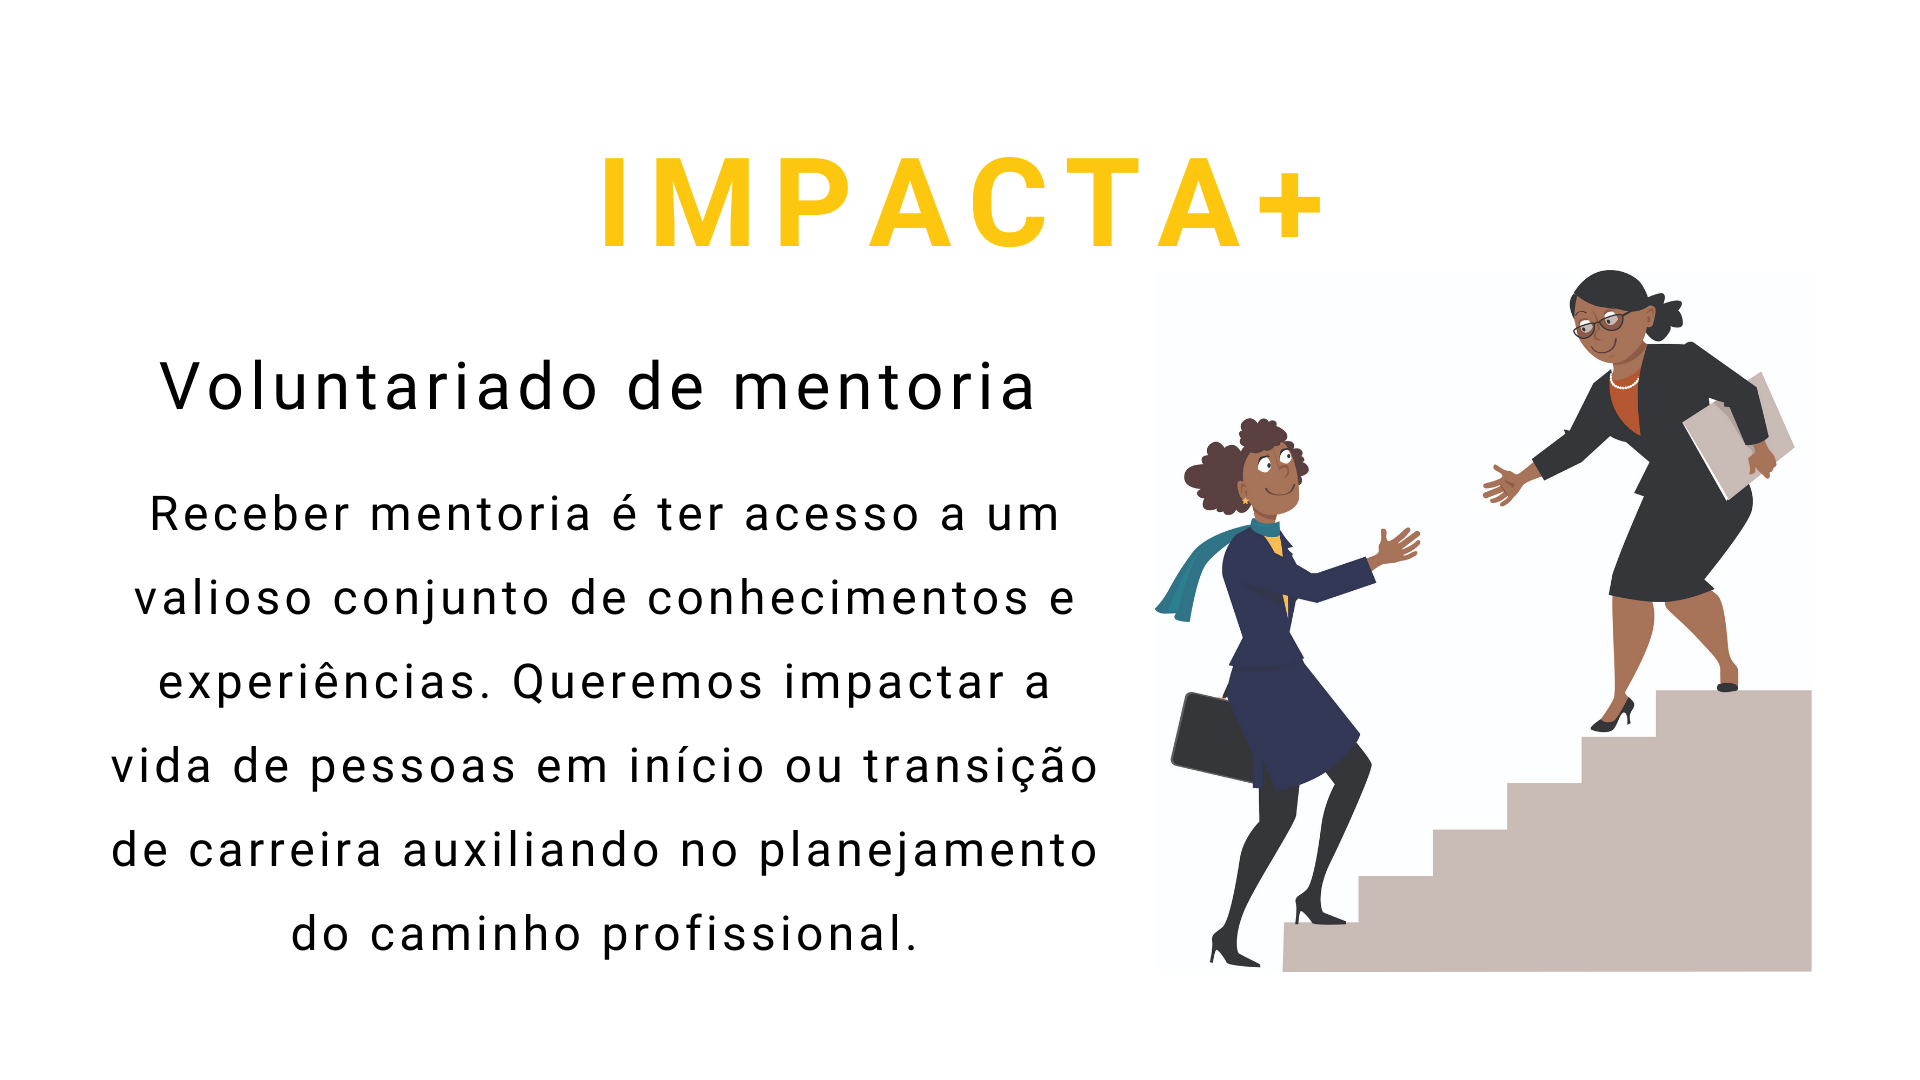 IMPACTA+
Voluntariado de mentoria
Receber mentoria é ter acesso a um
valioso conjunto de conhecimentos e
experiências. Queremos impactar a
vida de pessoas em início ou transição
de carreira auxiliando no planejamento
do caminho profissional.